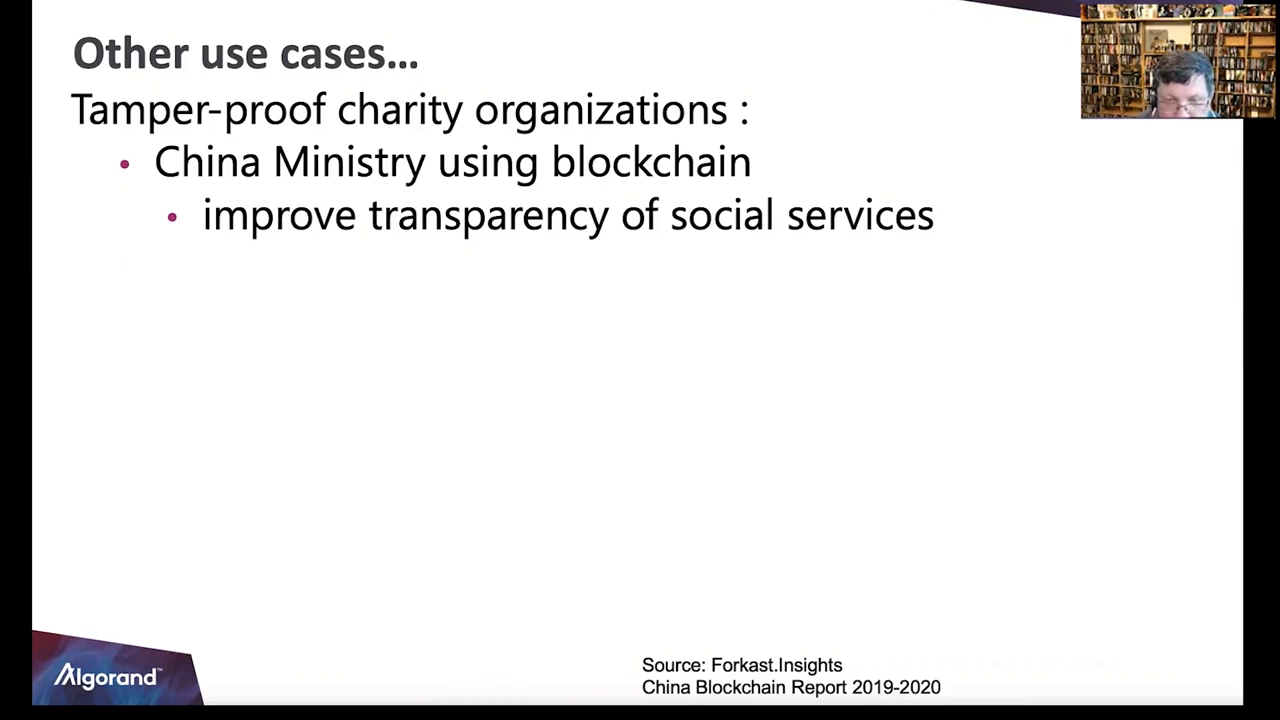 Other use cases...
Tamper-proof charity organizations :
• China Ministry using blockchain
• improve transparency of social services
Algorand™
Source: Forkast.Insights
China Blockchain Report 2019-2020